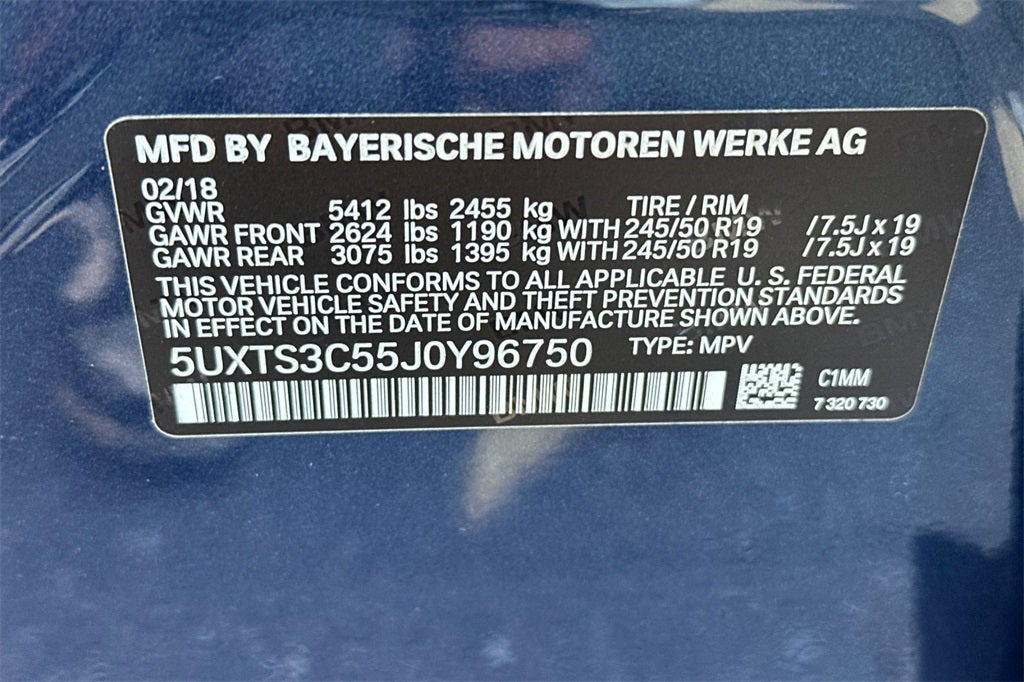 MFD BY BAYERISCHE MOTOREN WERKE AG
02/18
GVWR 5412 lbs 2455 kg TIRE / RIM
GAWR FRONT 2624 lbs 1190 kg WITH 245/50 R19 /7.5J x 19
GAWR REAR 3075 lbs 1395 kg WITH 245/50 R19 /7.5J x 19
THIS VEHICLE CONFORMS TO ALL APPLICABLE U. S. FEDERAL
MOTOR VEHICLE SAFETY AND THEFT PREVENTION STANDARDS
IN EFFECT ON THE DATE OF MANUFACTURE SHOWN ABOVE.
5UXTS3C55J0Y96750 TYPE: MPV
C1MM
7 320 730